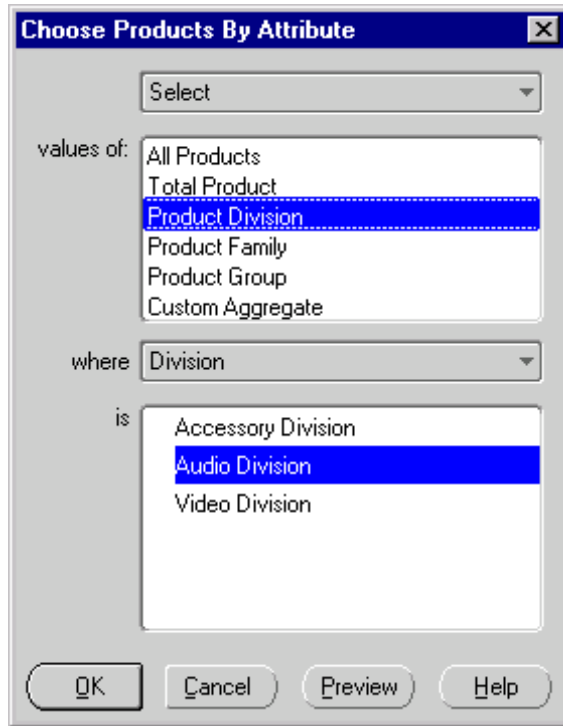 Choose Products By Attribute
Select
values of:
All Products
Total Product
Product Division
Product Family
Product Group
Custom Aggregate
where Division
is
Accessory Division
Audio Division
Video Division
OK Cancel Preview Help